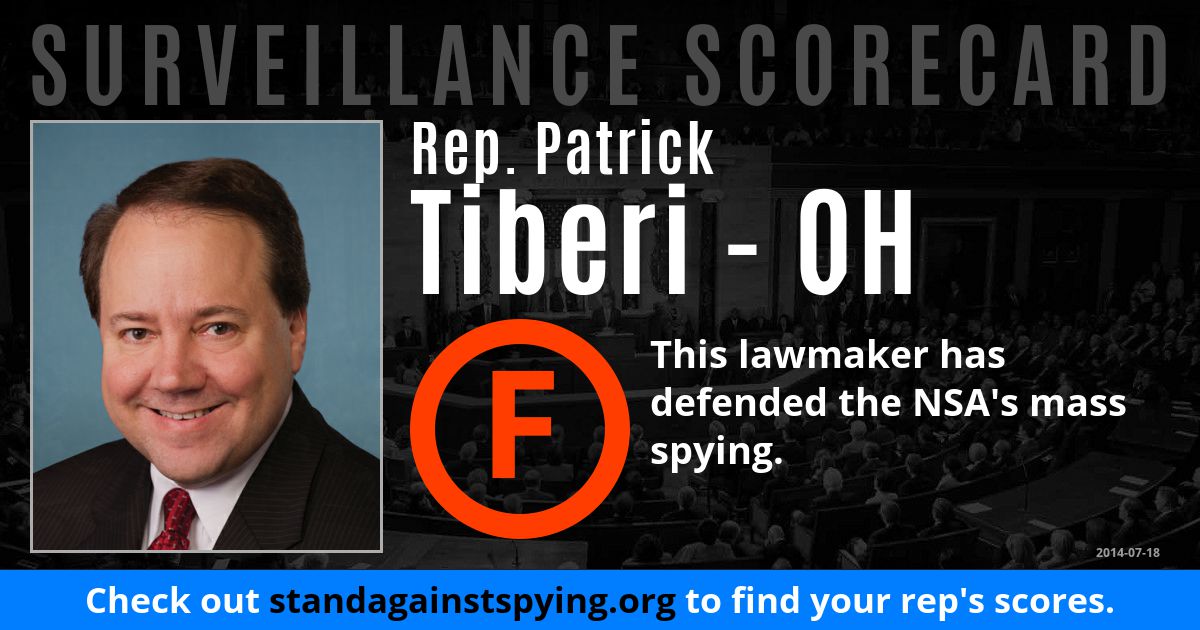 SURVEILLANCE SCORECARD
Rep. Patrick
Tiberi - OH
F
This lawmaker has
defended the NSA's mass
spying.
2014-07-18
Check out standagainstspying.org to find your rep's scores.